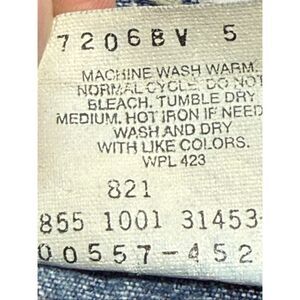 7206BV 5
MACHINE WASH WARM.
NORMAL CYCLE. DO NOT
BLEACH. TUMBLE DRY
MEDIUM. HOT IRON IF NEED
WASH AND DRY
WITH LIKE COLORS.
WPL 423
821
855 1001 31453
00557-452